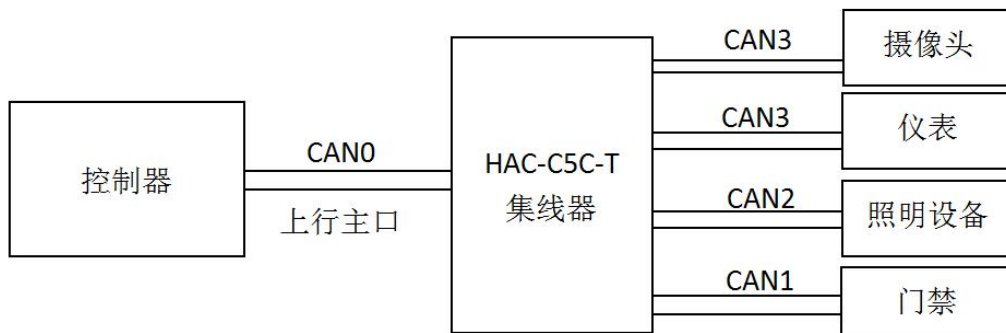 控制器
CAN0
上行主口
HAC-C5C-T
集线器
CAN3
摄像头
CAN3
仪表
CAN2
照明设备
CAN1
门禁